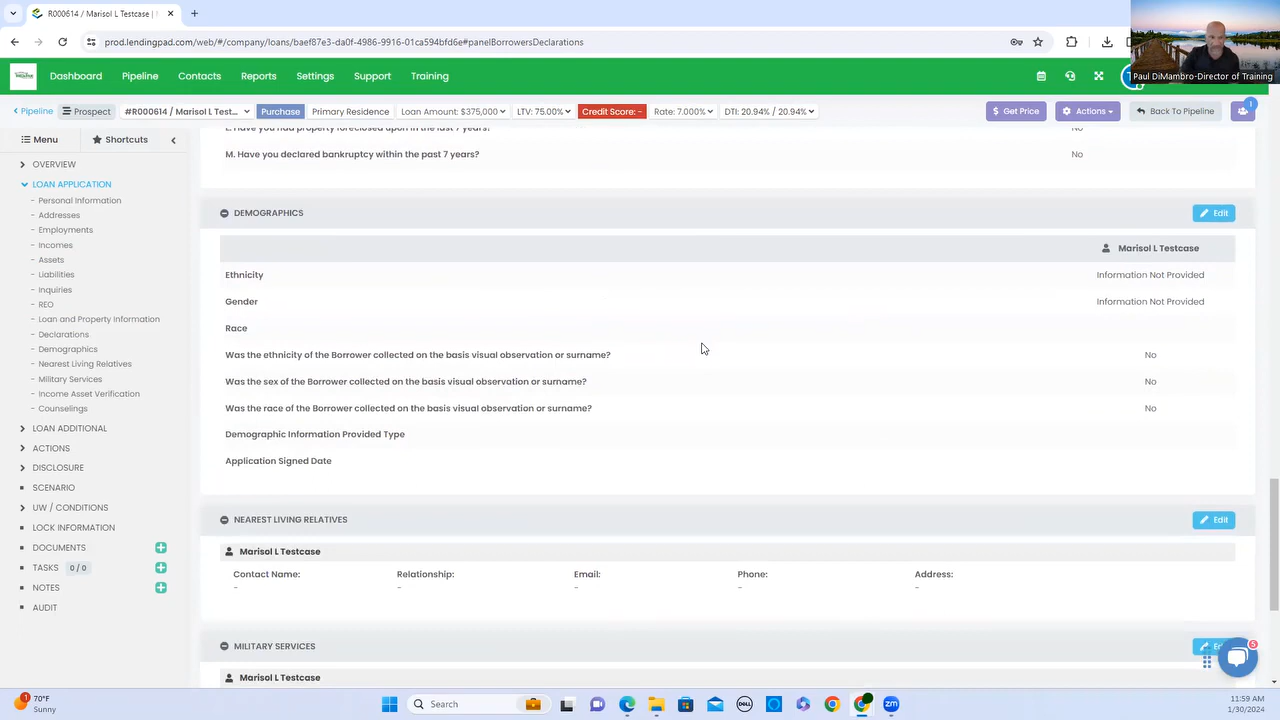 R000614 / Marisol L Testcase |
prod.lendingpad.com/web/#/company/loans/baef87e3-da0f-4986-9916-01ca594bfd6e#panelBorrowersDeclarations
Paul DiMambro-Director of Training
Dashboard Pipeline Contacts Reports Settings Support Training
Pipeline Prospect #R000614 / Marisol L Test... Purchase Primary Residence Loan Amount: $375,000 LTV: 75.0% Credit Score: - Rate: 7.000% DTI: 20.94% / 20.94% $ Get Price Actions Back To Pipeline 1
Menu Shortcuts
OVERVIEW
LOAN APPLICATION
- Personal Information
- Addresses
- Employments
- Incomes
- Assets
- Liabilities
- Inquiries
- REO
- Loan and Property Information
- Declarations
- Demographics
- Nearest Living Relatives
- Military Services
- Income Asset Verification
- Counselings
LOAN ADDITIONAL
ACTIONS
DISCLOSURE
SCENARIO
UW / CONDITIONS
LOCK INFORMATION
DOCUMENTS
TASKS 0 / 0
NOTES
AUDIT
L. Have you had property foreclosed upon in the last 7 years? No
M. Have you declared bankruptcy within the past 7 years? No
DEMOGRAPHICS Edit
Marisol L Testcase
Ethnicity Information Not Provided
Gender Information Not Provided
Race
Was the ethnicity of the Borrower collected on the basis visual observation or surname? No
Was the sex of the Borrower collected on the basis visual observation or surname? No
Was the race of the Borrower collected on the basis visual observation or surname? No
Demographic Information Provided Type
Application Signed Date
NEAREST LIVING RELATIVES Edit
Marisol L Testcase
Contact Name: Relationship: Email: Phone: Address:
- - - - -
MILITARY SERVICES
Marisol L Testcase
5
1
70°F
Sunny
Search
DELL
zm
11:59 AM
1/30/2024